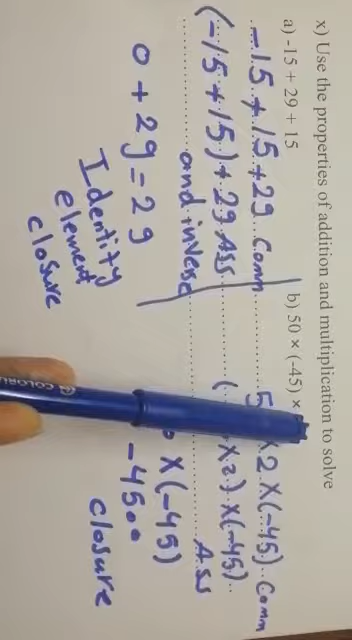 x) Use the properties of addition and multiplication to solve
a) -15 + 29 + 15
-15 + 15 + 29 Comm
(-15 + 15) + 29 Ass
and inverse
0 + 29 = 29
Identity
element
closure
b) 50 × (-45) ×
5 × 2 × (-45) Comm
( × 2) × (-45)
Ass
0 × (-45)
-4500
closure